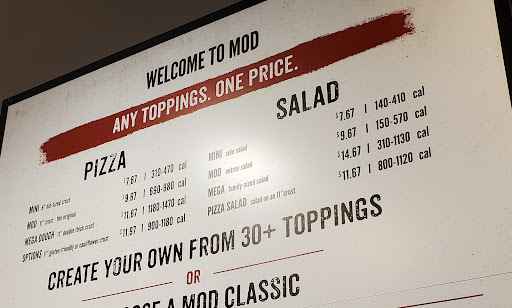 WELCOME TO MOD
ANY TOPPINGS. ONE PRICE.
PIZZA
MINI 6" sized crust $7.67 | 310-470 cal
MOD 11" crust the original $9.67 | 690-980 cal
MEGA DOUGH 11" double thick crust $11.67 | 1180-1470 cal
OPTIONS 11" gluten-friendly or cauliflower crust $11.97 | 900-1180 cal
SALAD
MINI side salad $7.67 | 140-410 cal
MOD entree salad $9.67 | 150-570 cal
MEGA family-sized salad $14.67 | 310-1130 cal
PIZZA SALAD salad on an 11" crust $11.67 | 800-1120 cal
CREATE YOUR OWN FROM 30+ TOPPINGS
OR
A MOD CLASSIC